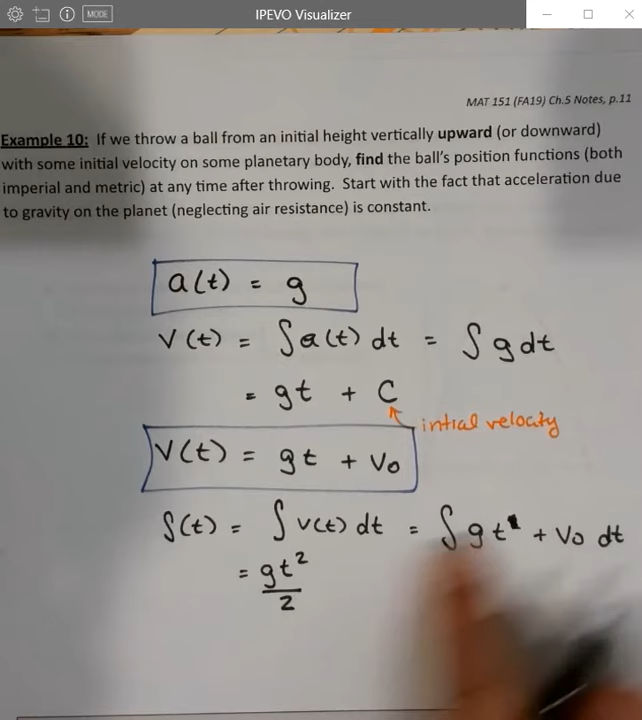 IPEVO Visualizer
MODE
MAT 151 (FA19) Ch.5 Notes, p.11
Example 10: If we throw a ball from an initial height vertically upward (or downward)
with some initial velocity on some planetary body, find the ball's position functions (both
imperial and metric) at any time after throwing. Start with the fact that acceleration due
to gravity on the planet (neglecting air resistance) is constant.
a(t) = g
V(t) = ∫a(t) dt = ∫ g dt
= gt + C
intial velocity
V(t) = gt + V₀
S(t) = ∫ v(t) dt = ∫ g t¹ + V₀ dt
= gt²/2